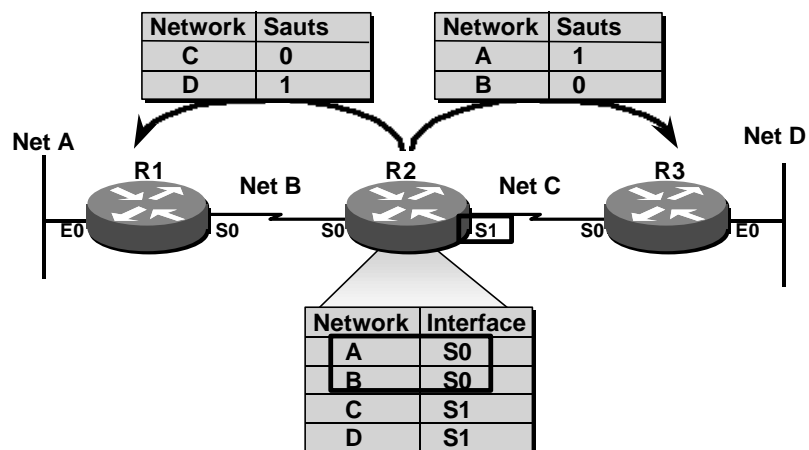 Network Sauts
C 0
D 1
Network Sauts
A 1
B 0
Net A
Net D
R1
Net B
R2
Net C
R3
E0
S0
S0
S1
S0
E0
Network Interface
A S0
B S0
C S1
D S1